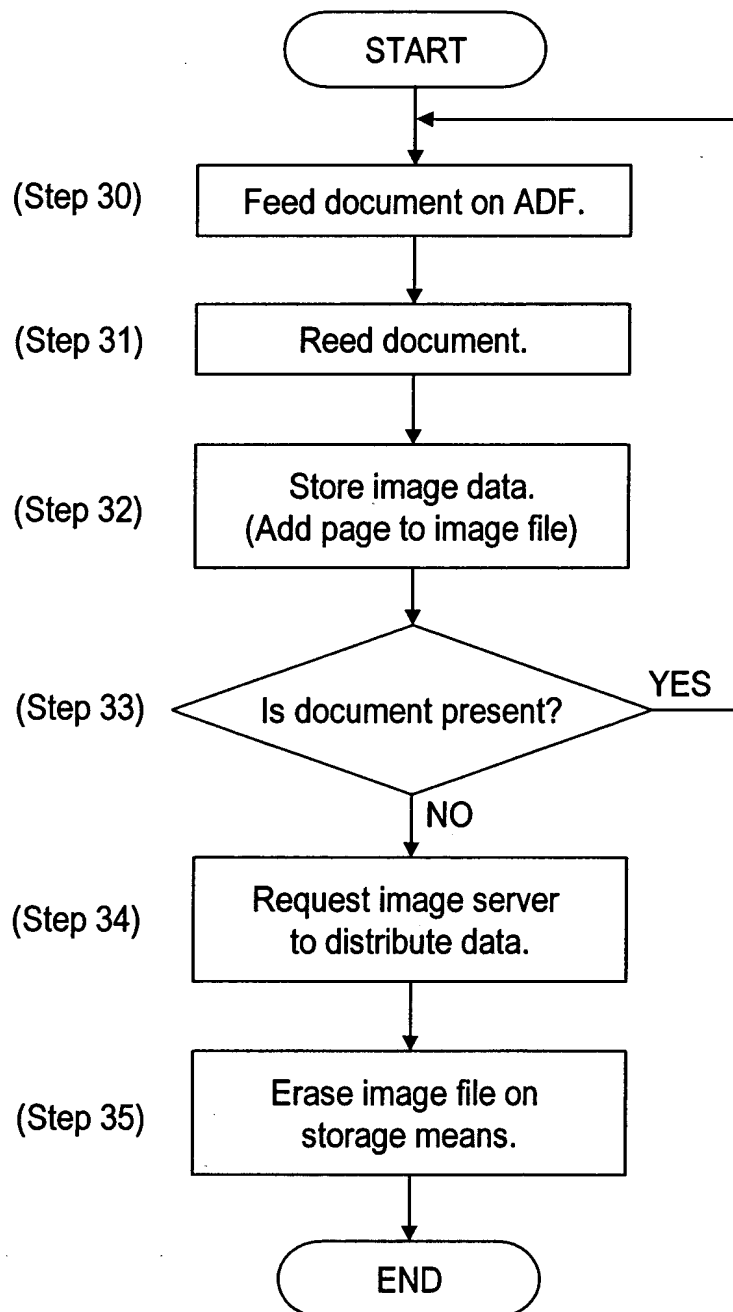 START
(Step 30)
Feed document on ADF.
(Step 31)
Reed document.
(Step 32)
Store image data.
(Add page to image file)
(Step 33)
Is document present?
YES
NO
(Step 34)
Request image server
to distribute data.
(Step 35)
Erase image file on
storage means.
END